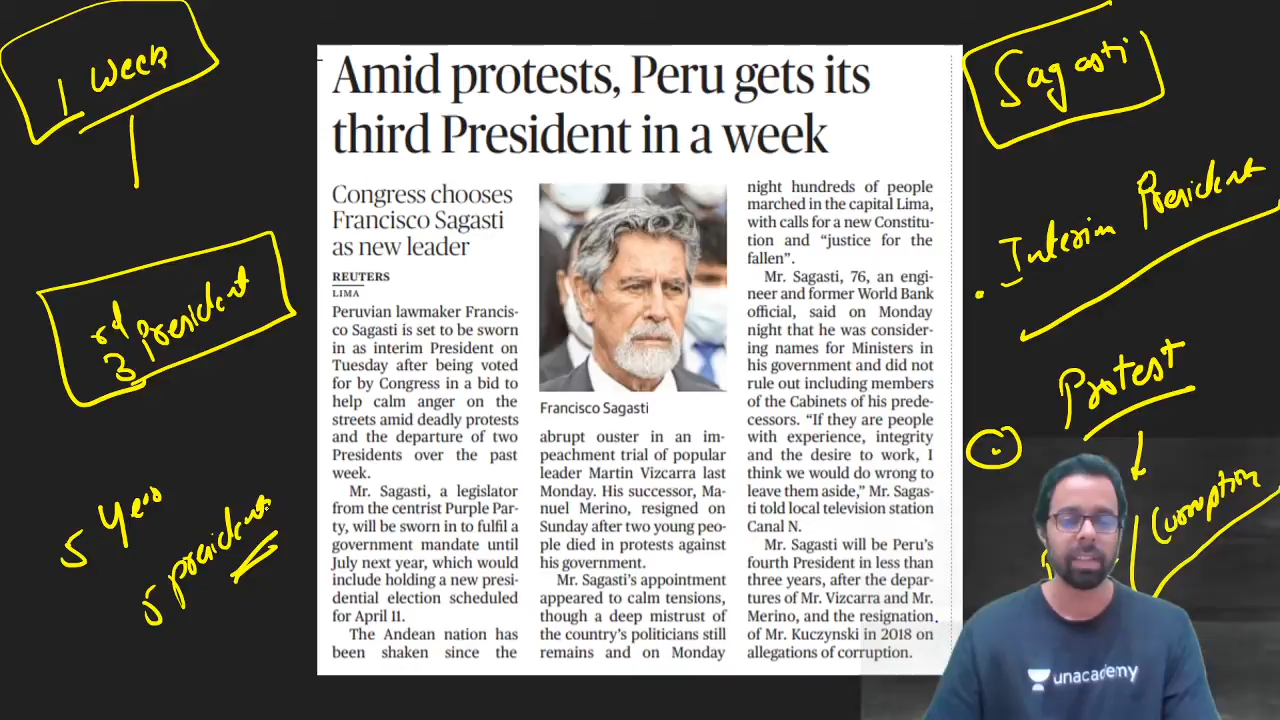 1 week
3rd President
5 year
5 president
Amid protests, Peru gets its
third President in a week
Congress chooses
Francisco Sagasti
as new leader
REUTERS
LIMA
Peruvian lawmaker Francis-
co Sagasti is set to be sworn
in as interim President on
Tuesday after being voted
for by Congress in a bid to
help calm anger on the
streets amid deadly protests
and the departure of two
Presidents over the past
week.
Mr. Sagasti, a legislator
from the centrist Purple Par-
ty, will be sworn in to fulfil a
government mandate until
July next year, which would
include holding a new presi-
dential election scheduled
for April 11.
The Andean nation has
been shaken since the
Francisco Sagasti
abrupt ouster in an im-
peachment trial of popular
leader Martin Vizcarra last
Monday. His successor, Ma-
nuel Merino, resigned on
Sunday after two young peo-
ple died in protests against
his government.
Mr. Sagasti’s appointment
appeared to calm tensions,
though a deep mistrust of
the country’s politicians still
remains and on Monday
night hundreds of people
marched in the capital Lima,
with calls for a new Constitu-
tion and “justice for the
fallen”.
Mr. Sagasti, 76, an engi-
neer and former World Bank
official, said on Monday
night that he was consider-
ing names for Ministers in
his government and did not
rule out including members
of the Cabinets of his prede-
cessors. “If they are people
with experience, integrity
and the desire to work, I
think we would do wrong to
leave them aside,” Mr. Sagas-
ti told local television station
Canal N.
Mr. Sagasti will be Peru’s
fourth President in less than
three years, after the depar-
tures of Mr. Vizcarra and Mr.
Merino, and the resignation
of Mr. Kuczynski in 2018 on
allegations of corruption.
Sagasti
Interim President
Protest
Corruption
unacademy